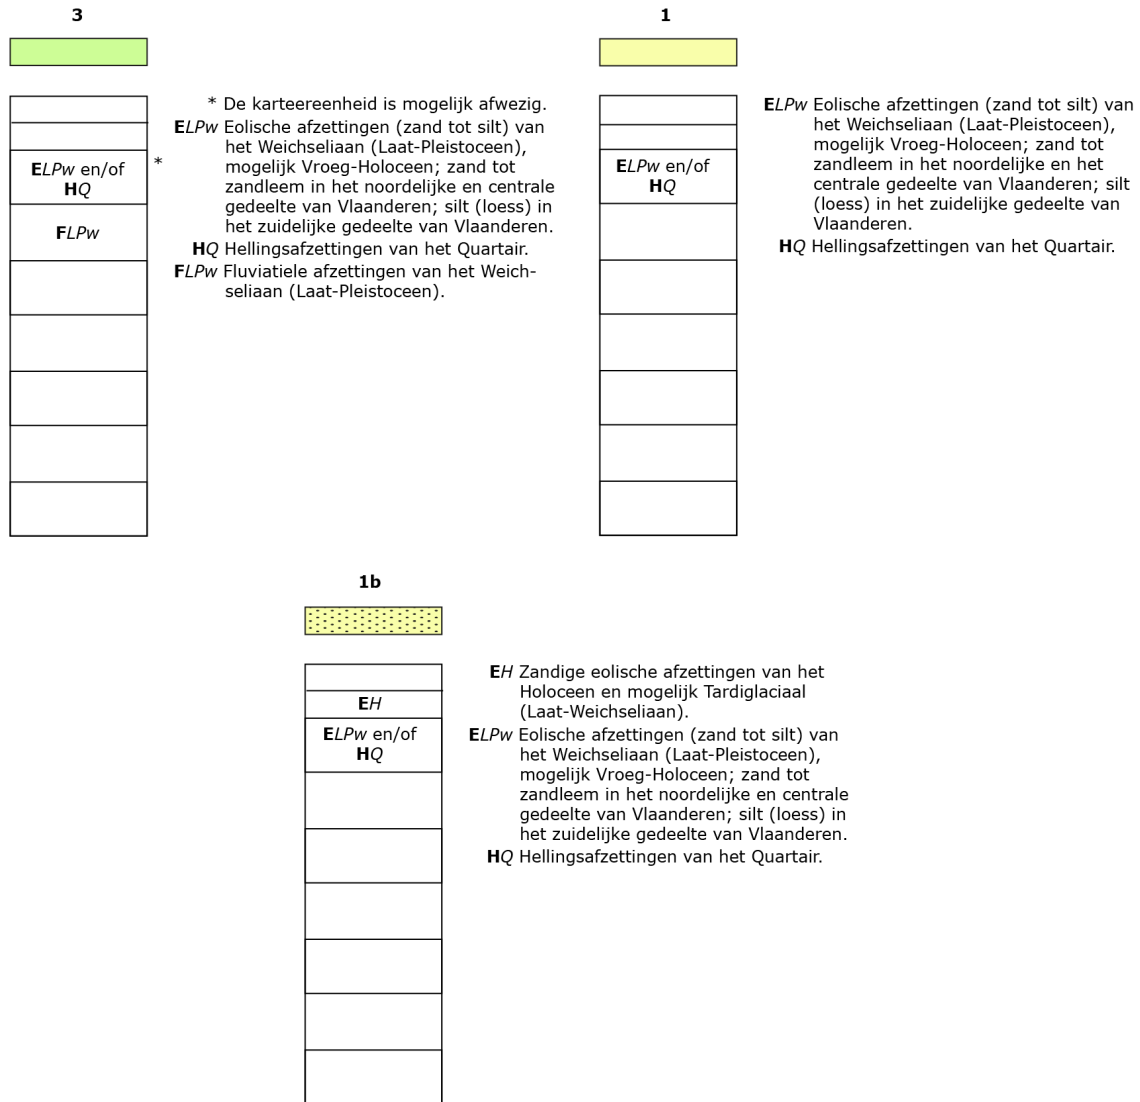 3
* De karteereenheid is mogelijk afwezig.
ELPw Eolische afzettingen (zand tot silt) van
het Weichseliaan (Laat-Pleistoceen),
mogelijk Vroeg-Holoceen; zand tot
zandleem in het noordelijke en centrale
gedeelte van Vlaanderen; silt (loess) in
het zuidelijke gedeelte van Vlaanderen.
HQ Hellingsafzettingen van het Quartair.
FLPw Fluviatiele afzettingen van het Weich-
seliaan (Laat-Pleistoceen).
ELPw en/of
HQ
*
FLPw
1
ELPw Eolische afzettingen (zand tot silt) van
het Weichseliaan (Laat-Pleistoceen),
mogelijk Vroeg-Holoceen; zand tot
zandleem in het noordelijke en het
centrale gedeelte van Vlaanderen; silt
(loess) in het zuidelijke gedeelte van
Vlaanderen.
HQ Hellingsafzettingen van het Quartair.
ELPw en/of
HQ
1b
EH Zandige eolische afzettingen van het
Holoceen en mogelijk Tardiglaciaal
(Laat-Weichseliaan).
ELPw Eolische afzettingen (zand tot silt) van
het Weichseliaan (Laat-Pleistoceen),
mogelijk Vroeg-Holoceen; zand tot
zandleem in het noordelijke en centrale
gedeelte van Vlaanderen; silt (loess) in
het zuidelijke gedeelte van Vlaanderen.
HQ Hellingsafzettingen van het Quartair.
EH
ELPw en/of
HQ